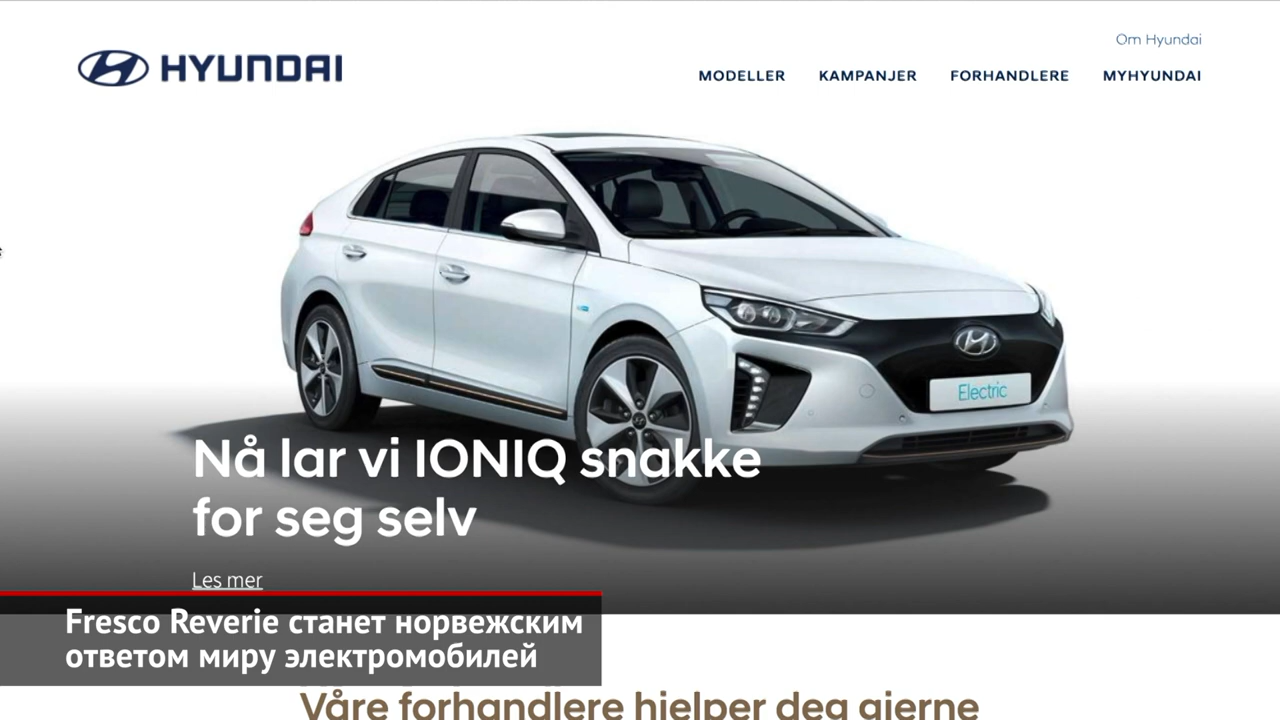 Om Hyundai
HYUNDAI
MODELLER KAMPANJER FORHANDLERE MYHYUNDAI
Electric
Nå lar vi IONIQ snakke
for seg selv
Les mer
Fresco Reverie станет норвежским
ответом миру электромобилей
Våre forhandlere hjelper deg gjerne